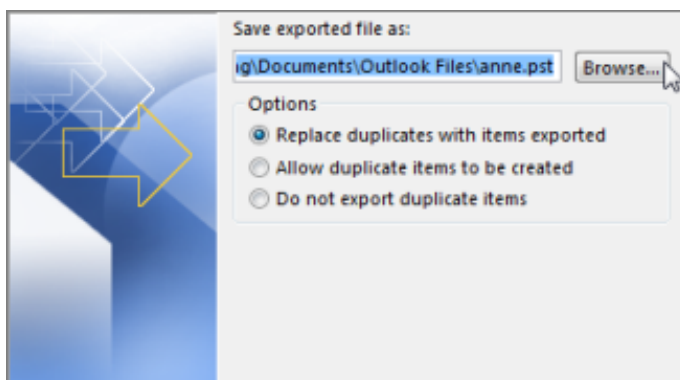 Save exported file as:
ıg\Documents\Outlook Files\anne.pst
Browse...
Options
Replace duplicates with items exported
Allow duplicate items to be created
Do not export duplicate items